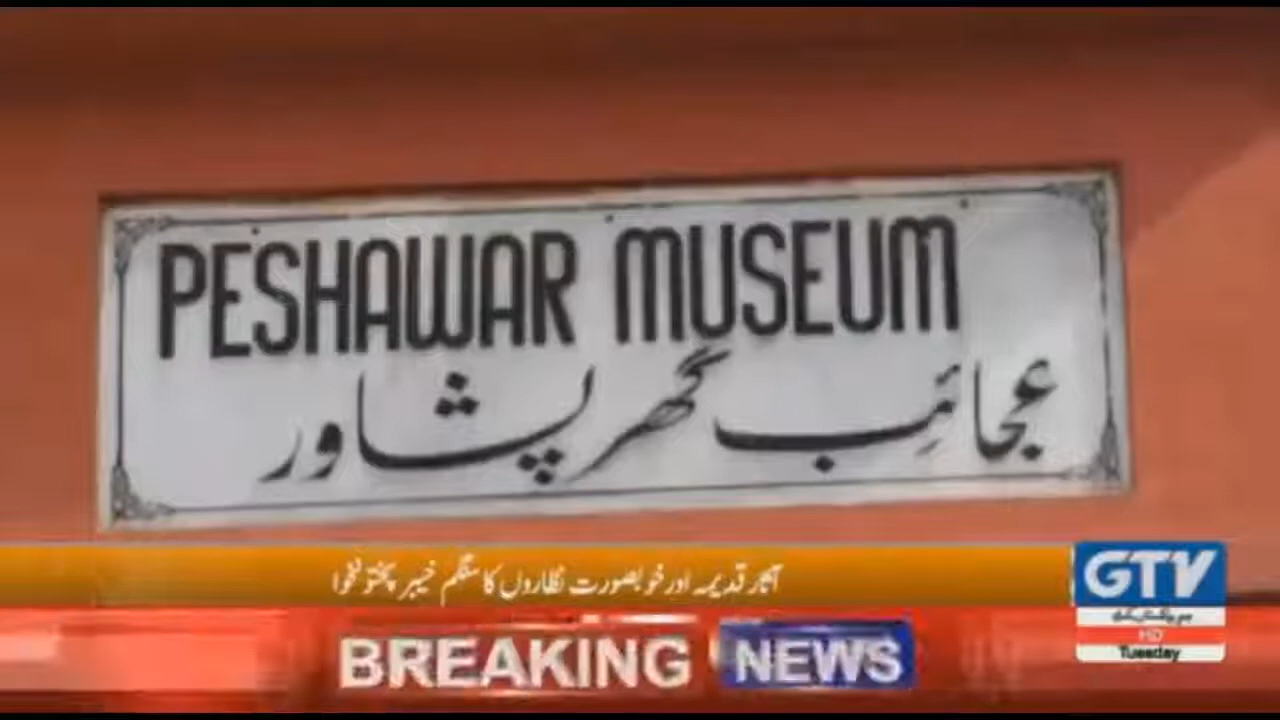 PESHAWAR MUSEUM
عجائب گھر پشاور
آثار قدیمہ اور خوبصورت نظاروں کا سنگم خیبر پختونخوا
GTV
HD
Tuesday
BREAKING NEWS